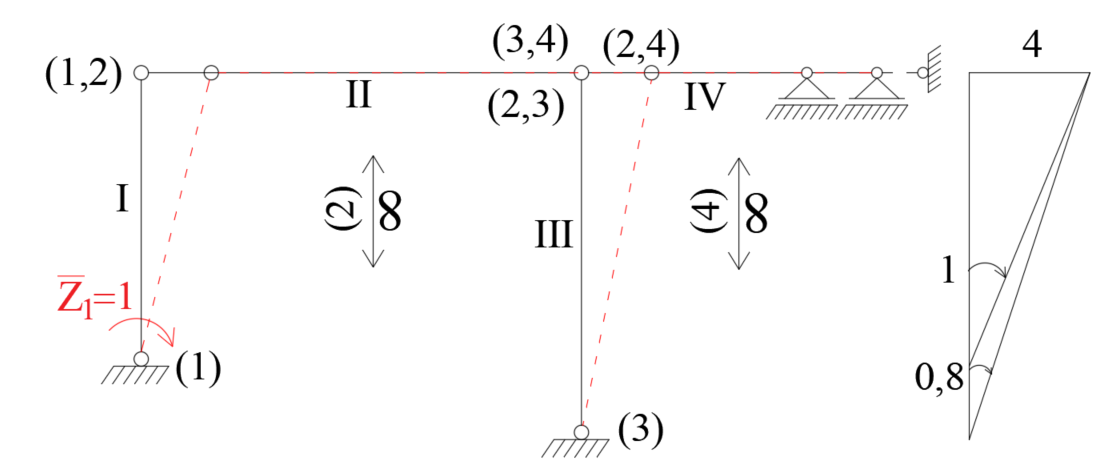 (1,2)
(3,4)
(2,4)
4
II
(2,3)
IV
I
(2)
8
III
(4)
8
1
Z̅₁=1
(1)
0,8
(3)